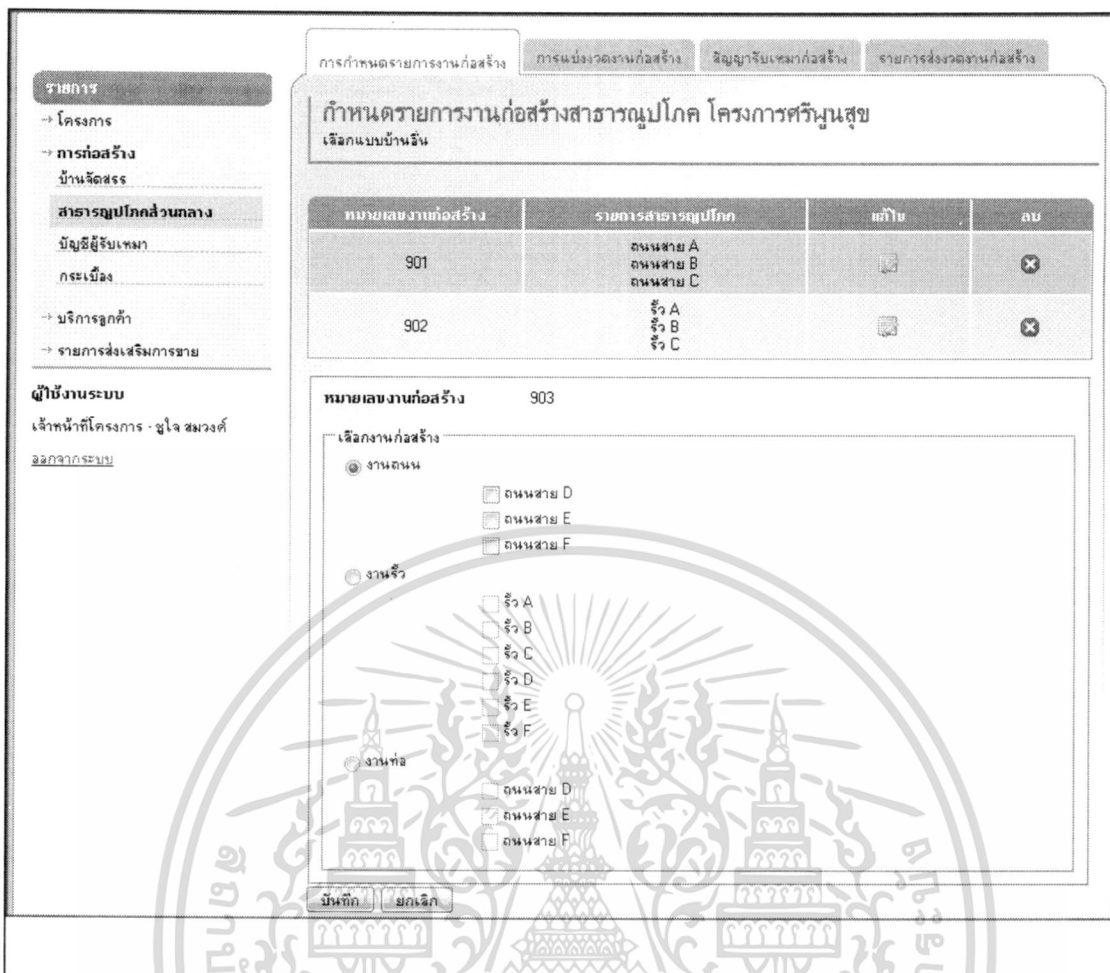 การกำหนดรายการงานก่อสร้าง
การแบ่งงวดงานก่อสร้าง
สัญญารับเหมาก่อสร้าง
รายการส่งงวดงานก่อสร้าง
รายการ
โครงการ
การก่อสร้าง
บ้านจัดสรร
สาธารณูปโภคส่วนกลาง
บัญชีผู้รับเหมา
กระเบื้อง
บริการลูกค้า
รายการส่งเสริมการขาย
ผู้ใช้งานระบบ
เจ้าหน้าที่โครงการ - ชูใจ สมวงค์
ออกจากระบบ
กำหนดรายการงานก่อสร้างสาธารณูปโภค โครงการศรีพูนสุข
เลือกแบบบ้านอื่น
หมายเลขงานก่อสร้าง รายการสาธารณูปโภค แก้ไข ลบ
901
ถนนสาย A
ถนนสาย B
ถนนสาย C
902
รั้ว A
รั้ว B
รั้ว C
หมายเลขงานก่อสร้าง 903
เลือกงานก่อสร้าง
งานถนน
ถนนสาย D
ถนนสาย E
ถนนสาย F
งานรั้ว
รั้ว A
รั้ว B
รั้ว C
รั้ว D
รั้ว E
รั้ว F
งานท่อ
ถนนสาย D
ถนนสาย E
ถนนสาย F
บันทึก ยกเลิก